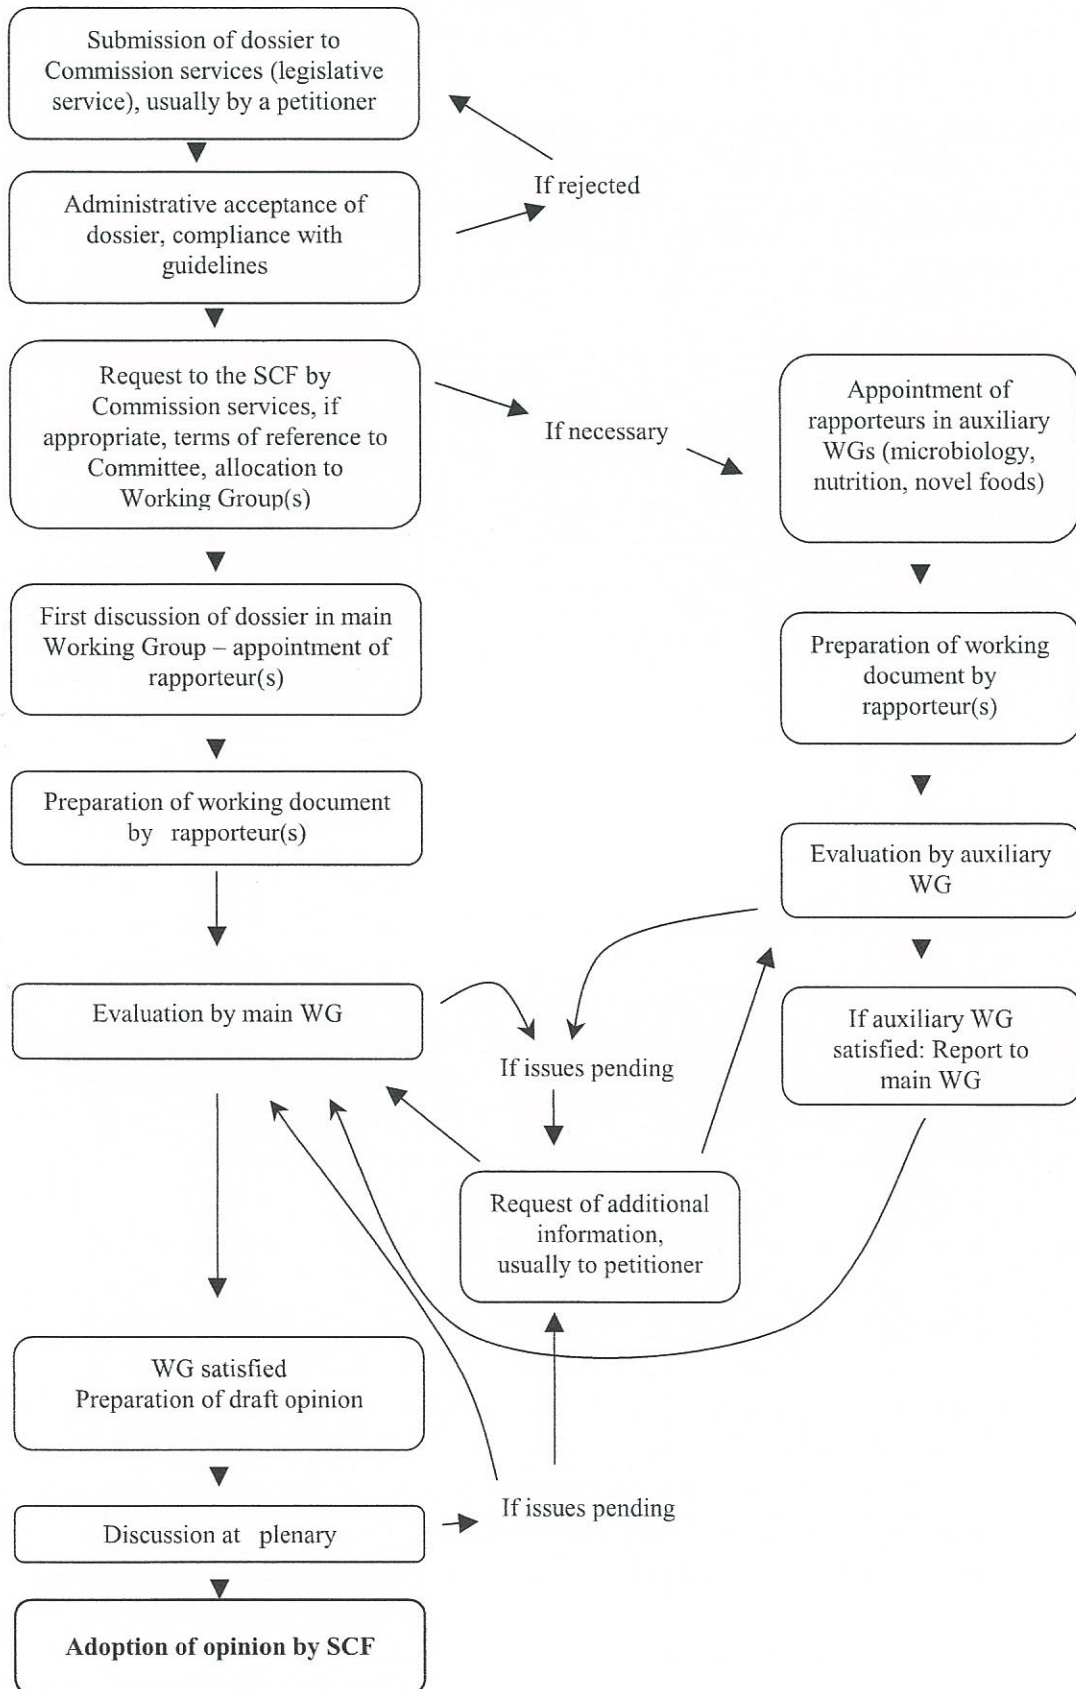 Submission of dossier to
Commission services (legislative
service), usually by a petitioner
If rejected
Administrative acceptance of
dossier, compliance with
guidelines
Request to the SCF by
Commission services, if
appropriate, terms of reference to
Committee, allocation to
Working Group(s)
If necessary
Appointment of
rapporteurs in auxiliary
WGs (microbiology,
nutrition, novel foods)
First discussion of dossier in main
Working Group – appointment of
rapporteur(s)
Preparation of working
document by
rapporteur(s)
Preparation of working document
by rapporteur(s)
Evaluation by auxiliary
WG
Evaluation by main WG
If issues pending
If auxiliary WG
satisfied: Report to
main WG
Request of additional
information,
usually to petitioner
WG satisfied
Preparation of draft opinion
If issues pending
Discussion at plenary
Adoption of opinion by SCF